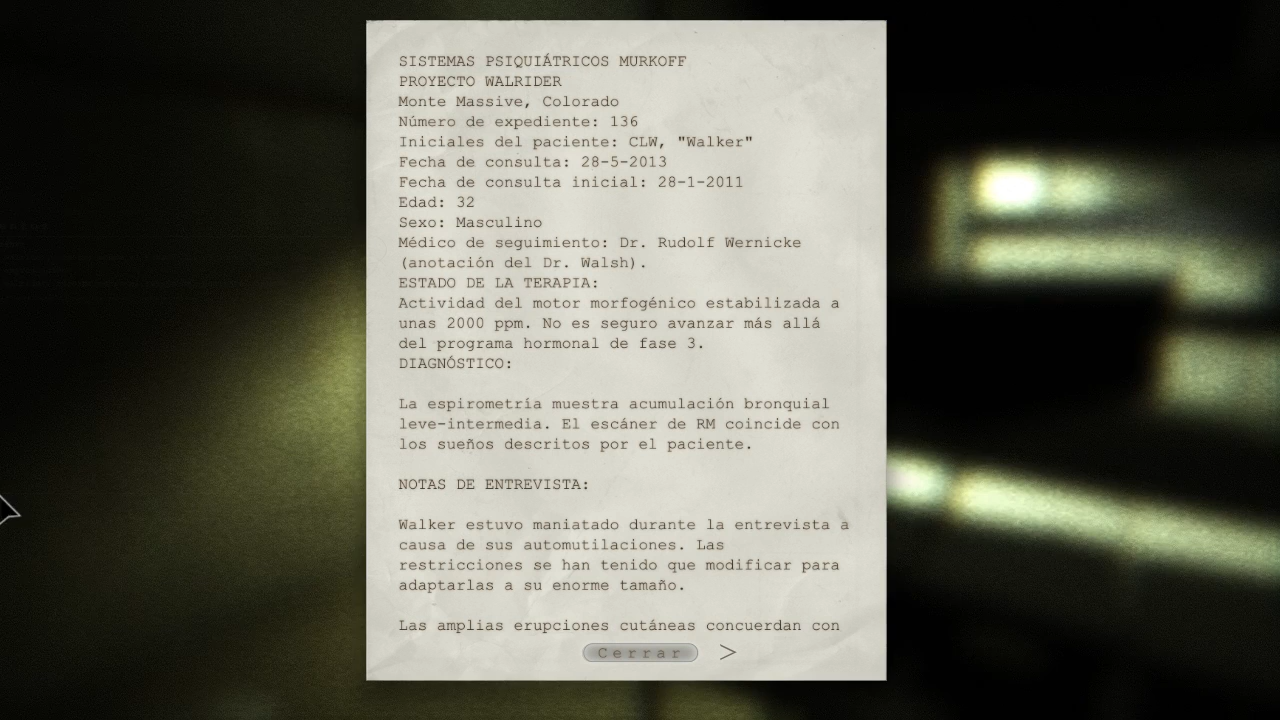 SISTEMAS PSIQUIÁTRICOS MURKOFF
PROYECTO WALRIDER
Monte Massive, Colorado
Número de expediente: 136
Iniciales del paciente: CLW, "Walker"
Fecha de consulta: 28-5-2013
Fecha de consulta inicial: 28-1-2011
Edad: 32
Sexo: Masculino
Médico de seguimiento: Dr. Rudolf Wernicke
(anotación del Dr. Walsh).
ESTADO DE LA TERAPIA:
Actividad del motor morfogénico estabilizada a
unas 2000 ppm. No es seguro avanzar más allá
del programa hormonal de fase 3.
DIAGNÓSTICO:
La espirometría muestra acumulación bronquial
leve-intermedia. El escáner de RM coincide con
los sueños descritos por el paciente.
NOTAS DE ENTREVISTA:
Walker estuvo maniatado durante la entrevista a
causa de sus automutilaciones. Las
restricciones se han tenido que modificar para
adaptarlas a su enorme tamaño.
Las amplias erupciones cutáneas concuerdan con
Cerrar >